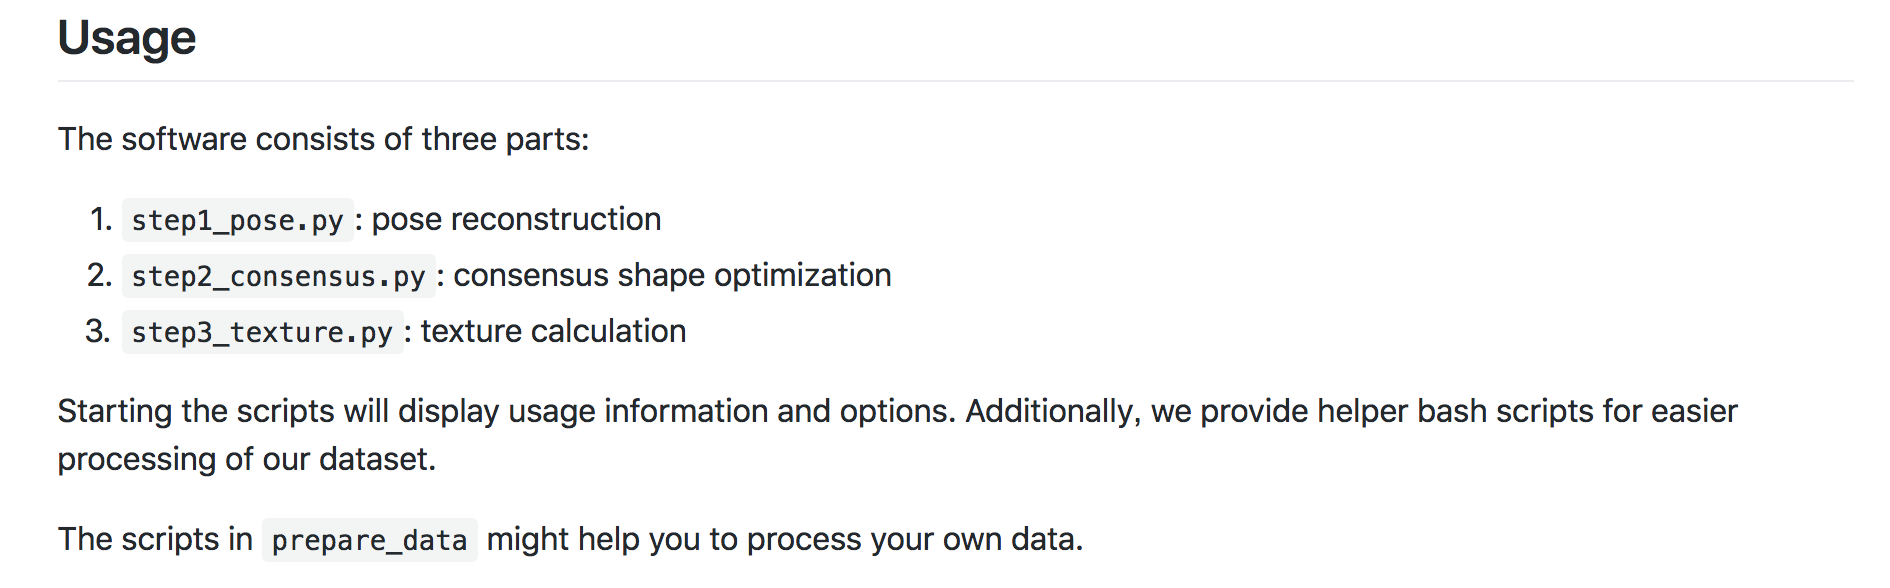 Usage
The software consists of three parts:
1. step1_pose.py: pose reconstruction
2. step2_consensus.py: consensus shape optimization
3. step3_texture.py: texture calculation
Starting the scripts will display usage information and options. Additionally, we provide helper bash scripts for easier
processing of our dataset.
The scripts in prepare_data might help you to process your own data.